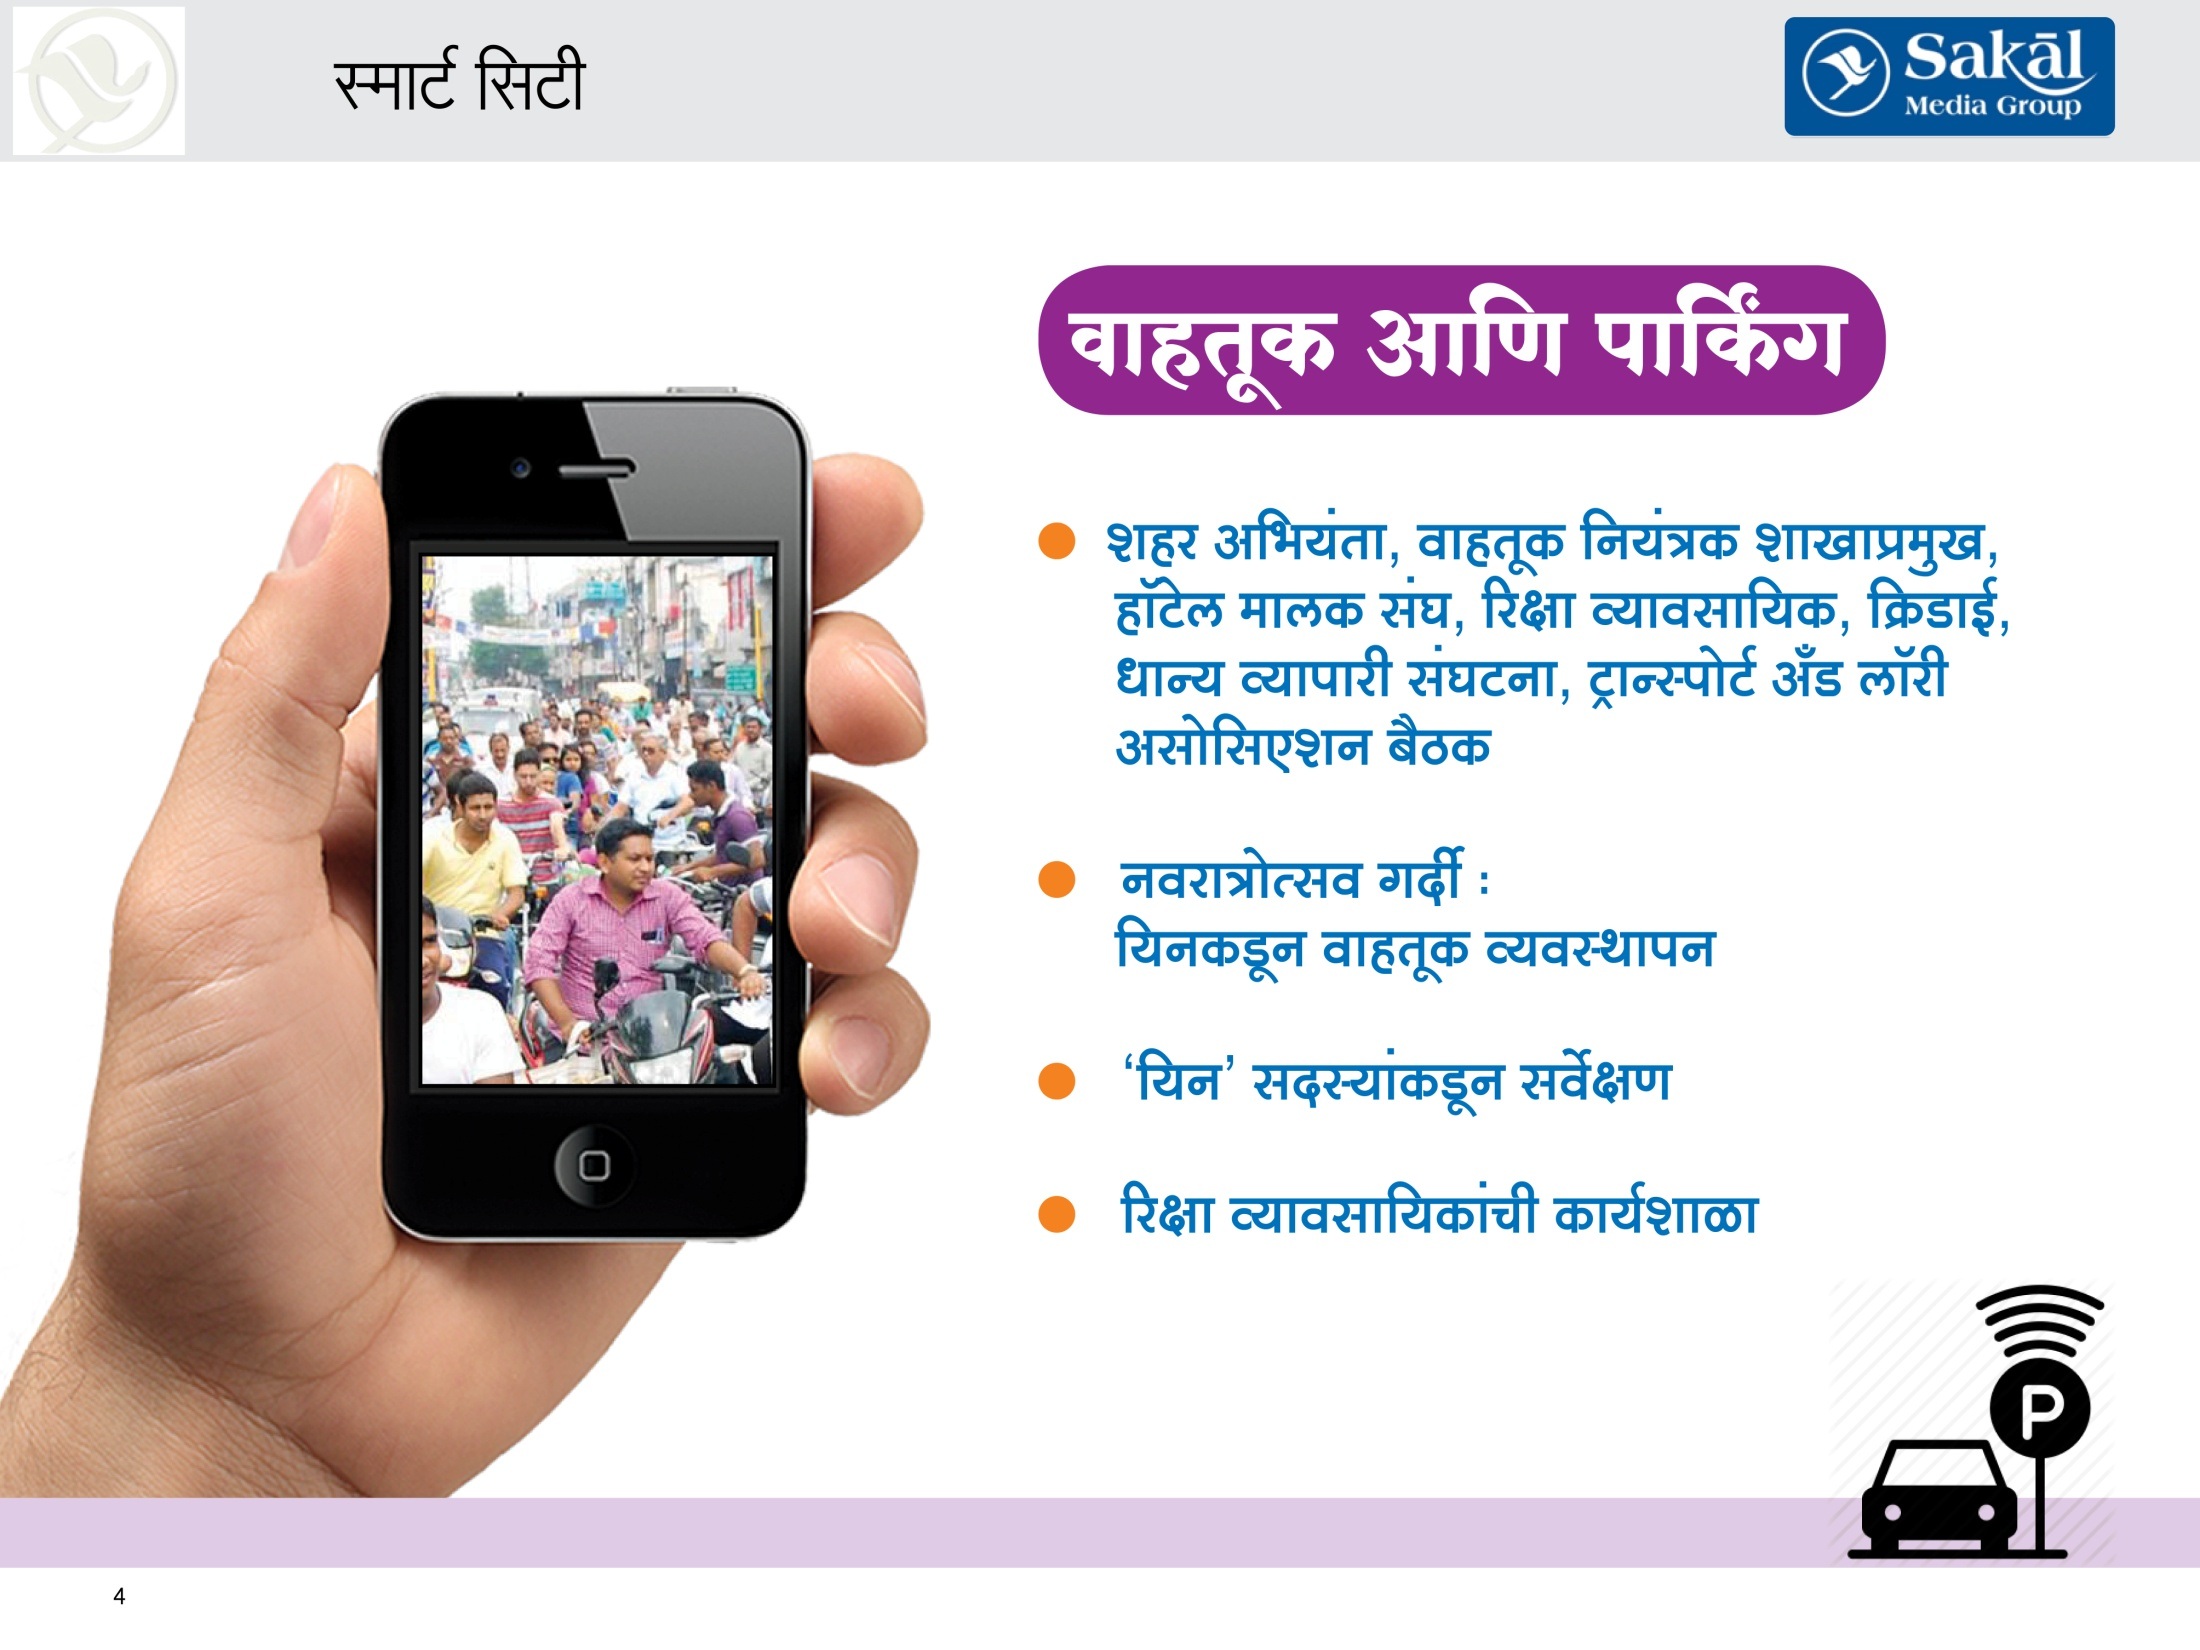 स्मार्ट सिटी
Sakāl
Media Group
वाहतूक आणि पार्किंग
शहर अभियंता, वाहतूक नियंत्रक शाखाप्रमुख,
हॉटेल मालक संघ, रिक्षा व्यावसायिक, क्रिडाई,
धान्य व्यापारी संघटना, ट्रान्स्पोर्ट अँड लॉरी
असोसिएशन बैठक
नवरात्रोत्सव गर्दी :
यिनकडून वाहतूक व्यवस्थापन
‘यिन’ सदस्यांकडून सर्वेक्षण
रिक्षा व्यावसायिकांची कार्यशाळा
P
4